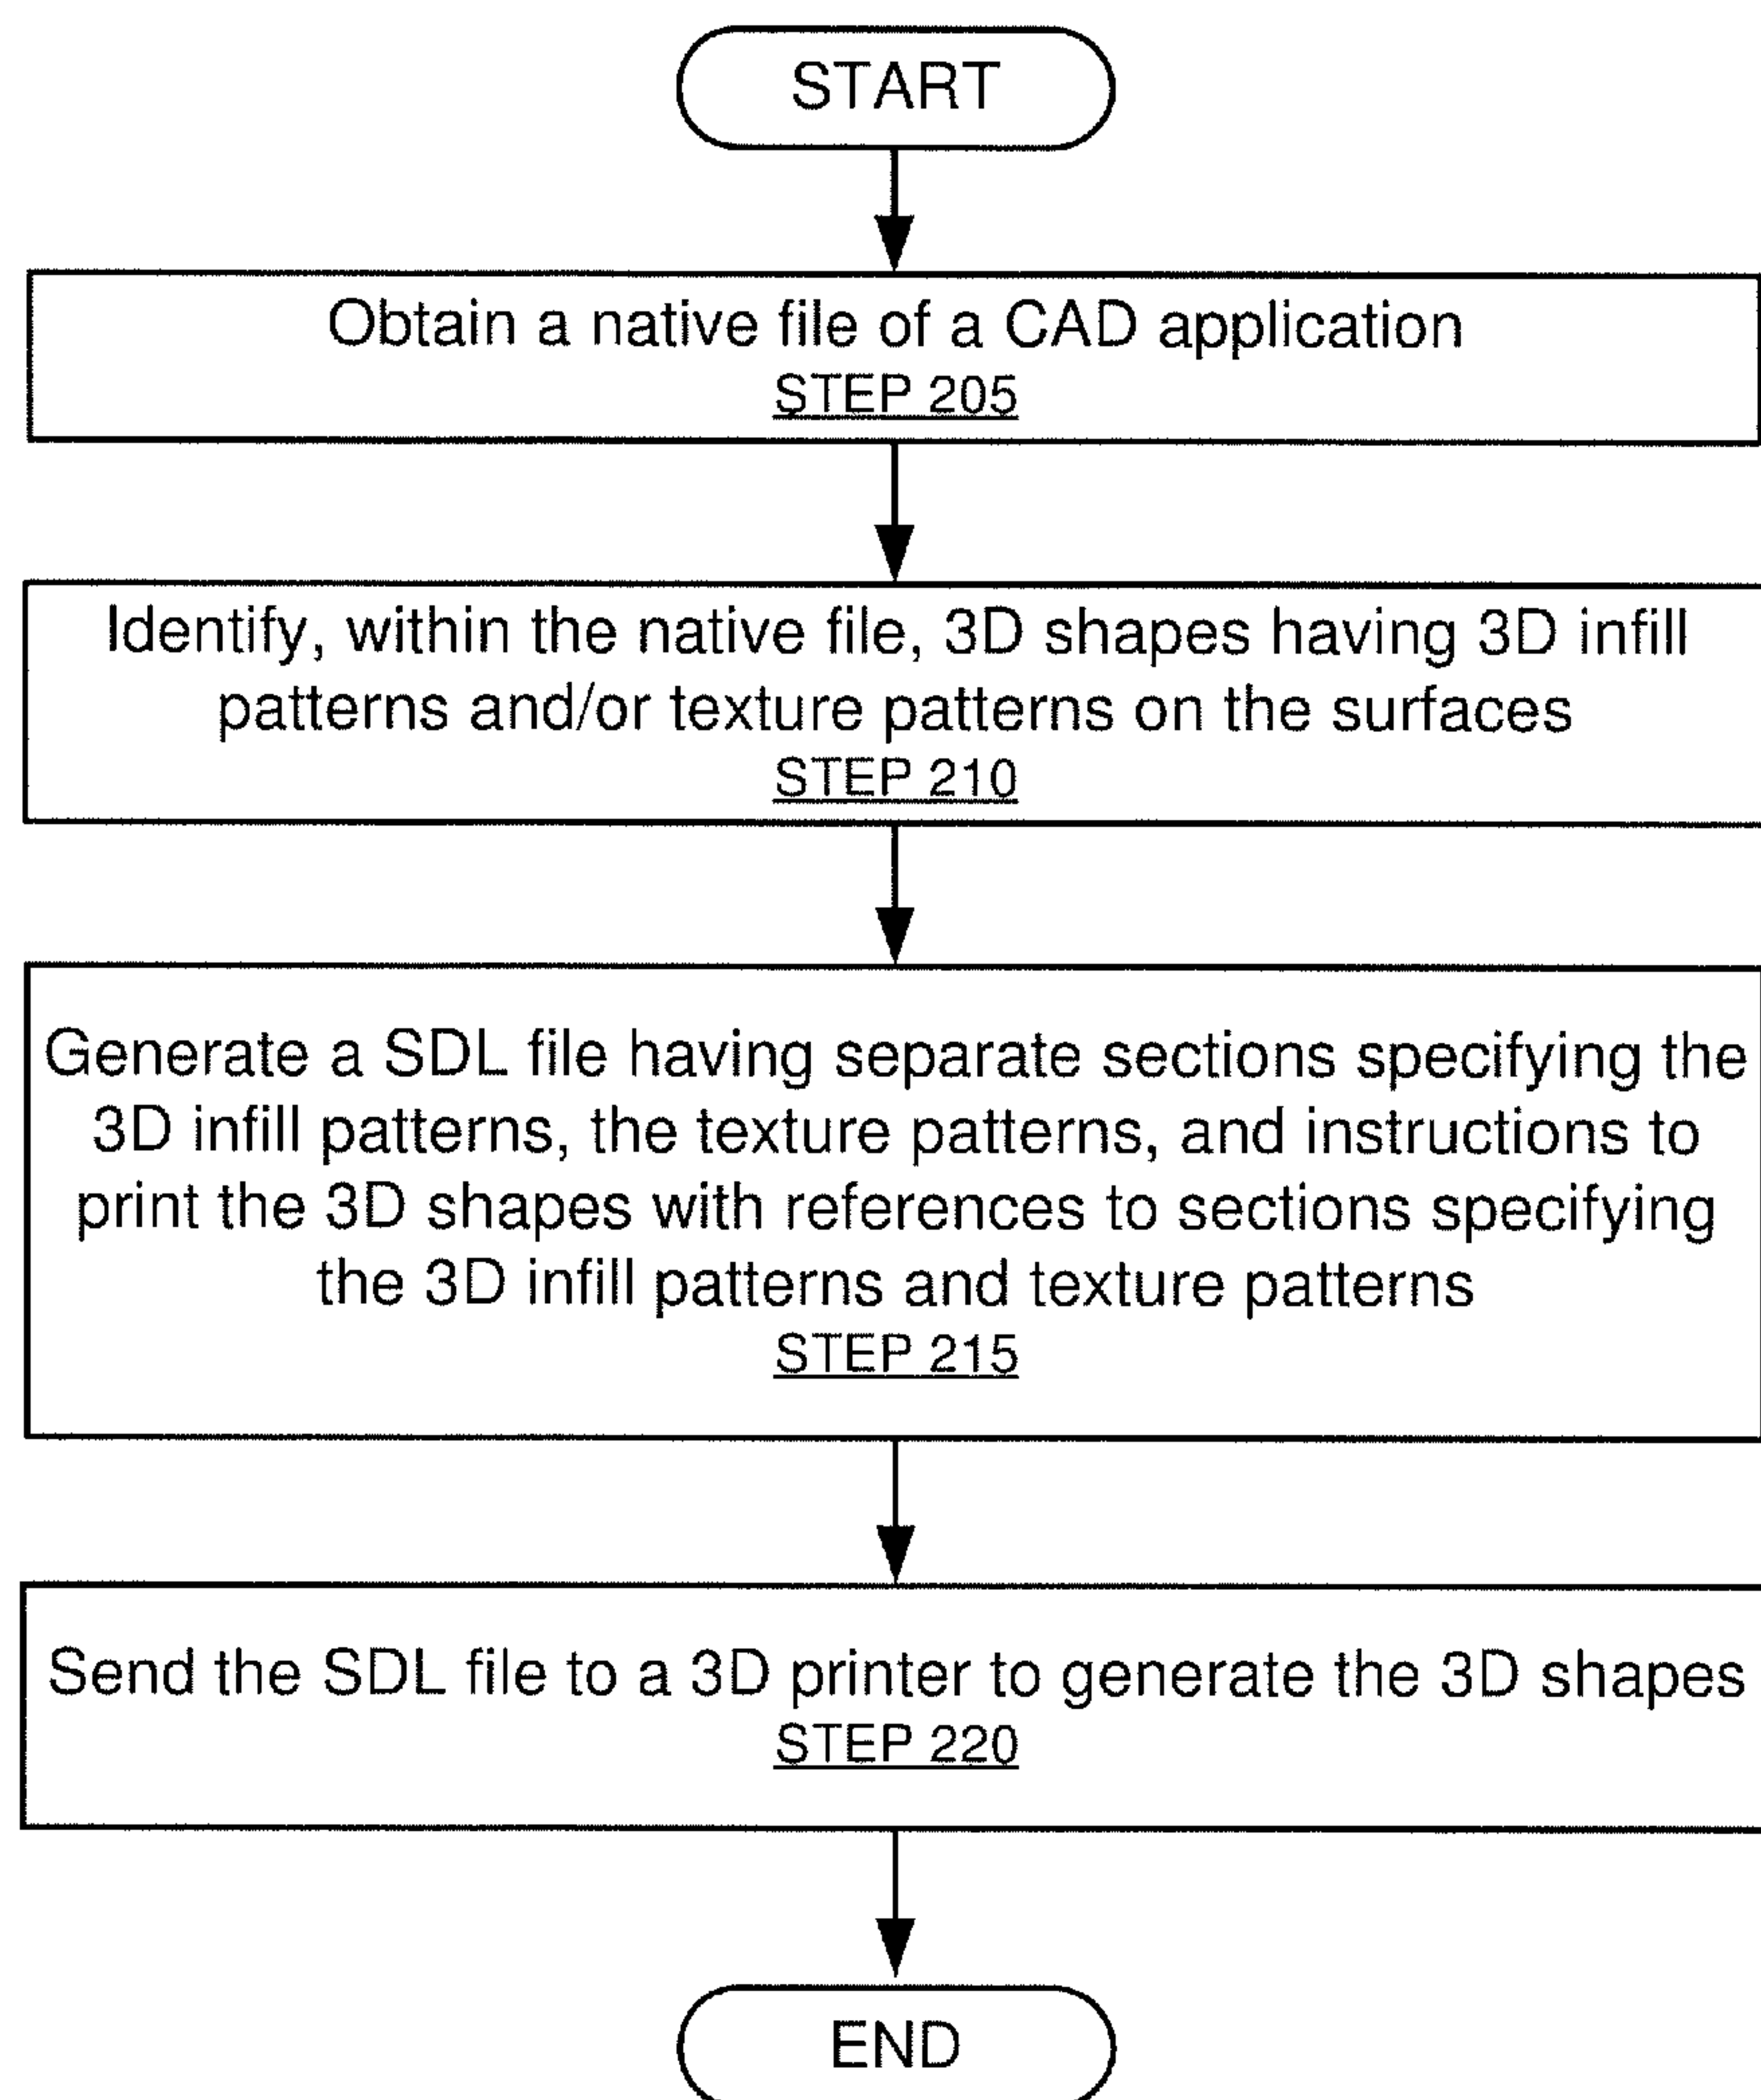 START
Obtain a native file of a CAD application
STEP 205
Identify, within the native file, 3D shapes having 3D infill
patterns and/or texture patterns on the surfaces
STEP 210
Generate a SDL file having separate sections specifying the
3D infill patterns, the texture patterns, and instructions to
print the 3D shapes with references to sections specifying
the 3D infill patterns and texture patterns
STEP 215
Send the SDL file to a 3D printer to generate the 3D shapes
STEP 220
END